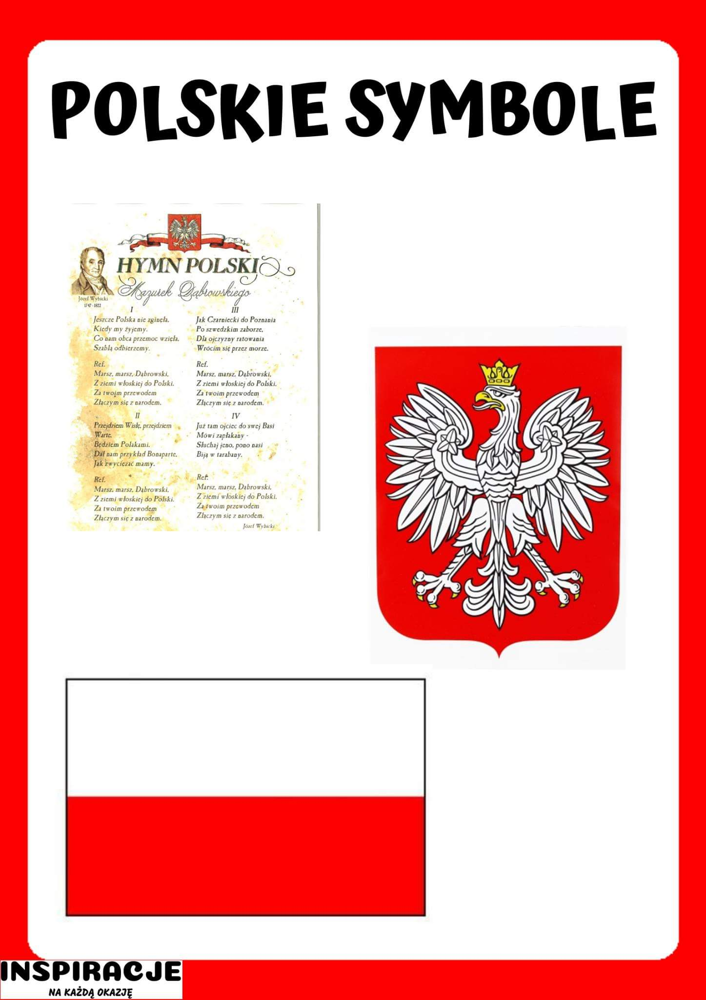 POLSKIE SYMBOLE
HYMN POLSKI
Mazurek Dąbrowskiego
Józef Wybicki
1747-1822
I
Jeszcze Polska nie zginęła,
Kiedy my żyjemy.
Co nam obca przemoc wzięła,
Szablą odbierzemy.
Ref.
Marsz, marsz, Dąbrowski,
Z ziemi włoskiej do Polski.
Za twoim przewodem
Złączym się z narodem.
II
Przejdziem Wisłę, przejdziem
Wartę,
Będziem Polakami.
Dał nam przykład Bonaparte,
Jak zwyciężać mamy.
Ref.
Marsz, marsz, Dąbrowski,
Z ziemi włoskiej do Polski.
Za twoim przewodem
Złączym się z narodem.
III
Jak Czarniecki do Poznania
Po szwedzkim zaborze,
Dla ojczyzny ratowania
Wrócim się przez morze.
Ref.
Marsz, marsz, Dąbrowski,
Z ziemi włoskiej do Polski.
Za twoim przewodem
Złączym się z narodem.
IV
Już tam ojciec do swej Basi
Mówi zapłakany -
Słuchaj jeno, pono nasi
Biją w tarabany.
Ref.
Marsz, marsz, Dąbrowski,
Z ziemi włoskiej do Polski.
Za twoim przewodem
Złączym się z narodem.
Józef Wybicki
INSPIRACJE
NA KAŻDĄ OKAZJĘ